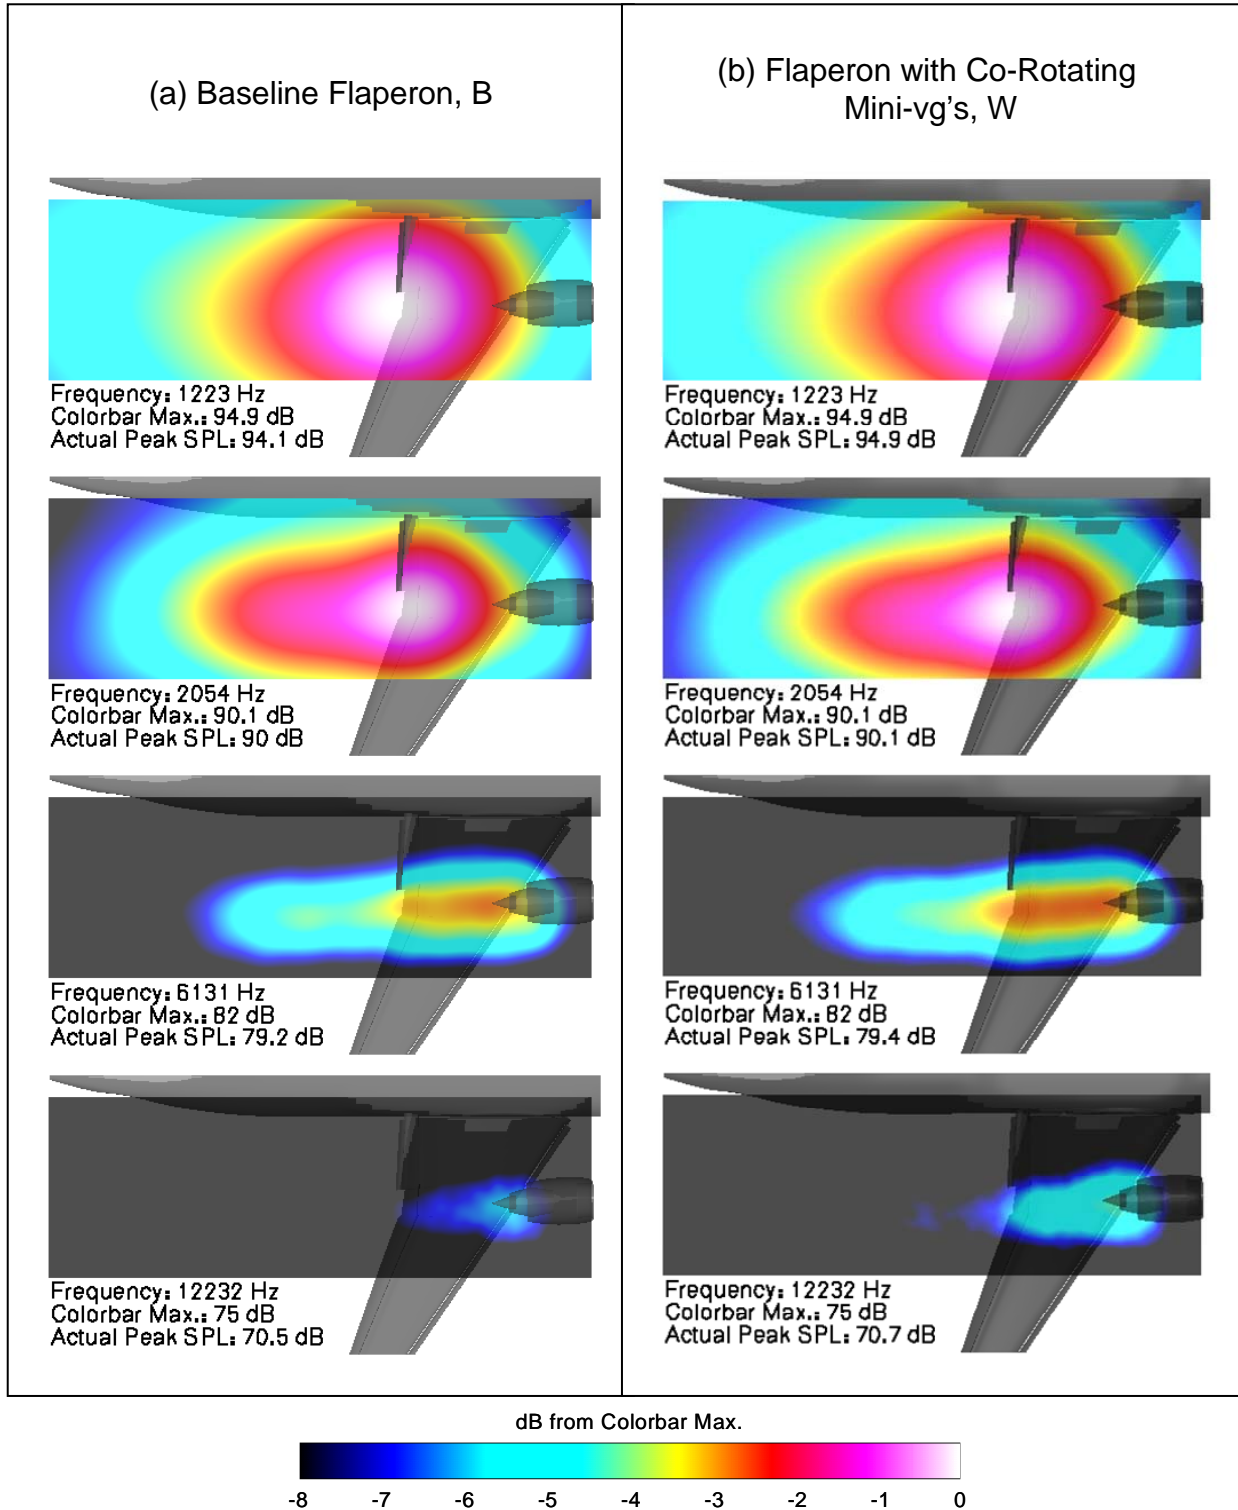 (a) Baseline Flaperon, B
Frequency: 1223 Hz
Colorbar Max.: 94.9 dB
Actual Peak SPL: 94.1 dB
Frequency: 2054 Hz
Colorbar Max.: 90.1 dB
Actual Peak SPL: 90 dB
Frequency: 6131 Hz
Colorbar Max.: 82 dB
Actual Peak SPL: 79.2 dB
Frequency: 12232 Hz
Colorbar Max.: 75 dB
Actual Peak SPL: 70.5 dB
(b) Flaperon with Co-Rotating
Mini-vg's, W
Frequency: 1223 Hz
Colorbar Max.: 94.9 dB
Actual Peak SPL: 94.9 dB
Frequency: 2054 Hz
Colorbar Max.: 90.1 dB
Actual Peak SPL: 90.1 dB
Frequency: 6131 Hz
Colorbar Max.: 82 dB
Actual Peak SPL: 79.4 dB
Frequency: 12232 Hz
Colorbar Max.: 75 dB
Actual Peak SPL: 70.7 dB
dB from Colorbar Max.
-8 -7 -6 -5 -4 -3 -2 -1 0